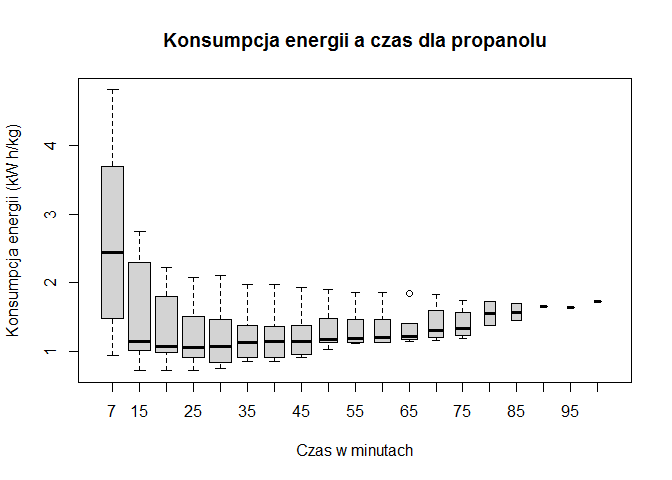 Konsumpcja energii a czas dla propanolu
Konsumpcja energii (kW h/kg)
4
3
2
1
7 15 25 35 45 55 65 75 85 95
Czas w minutach